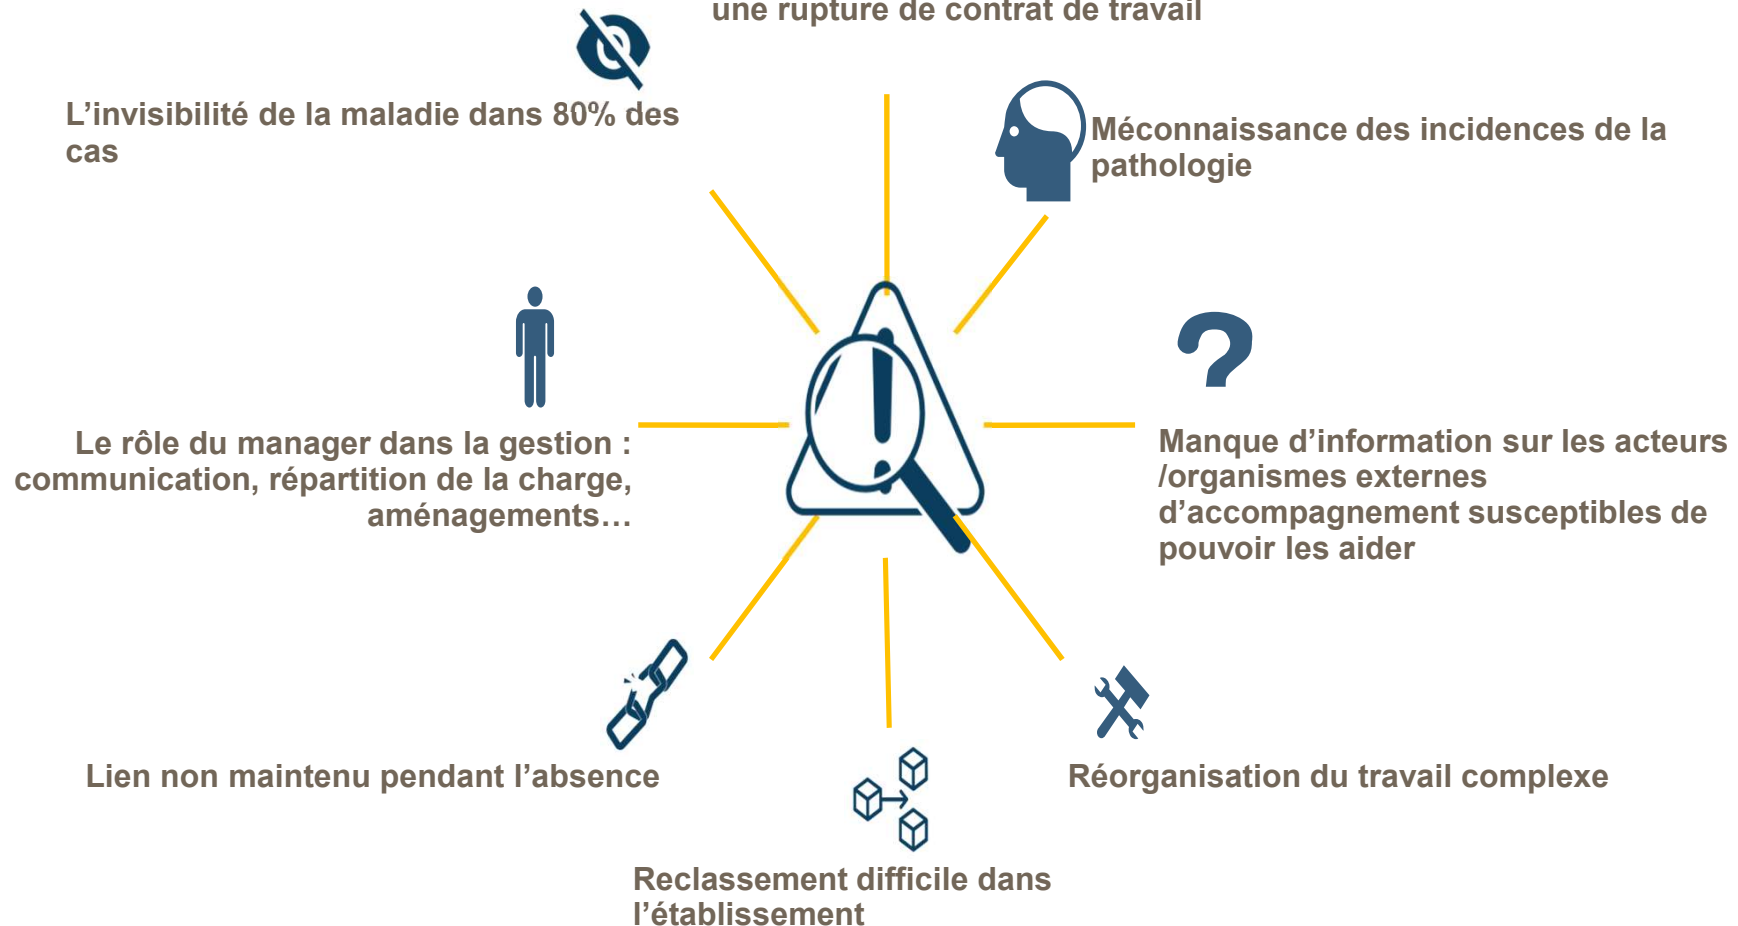 une rupture de contrat de travail
L’invisibilité de la maladie dans 80% des
cas
Méconnaissance des incidences de la
pathologie
Le rôle du manager dans la gestion :
communication, répartition de la charge,
aménagements…
Manque d’information sur les acteurs
/organismes externes
d’accompagnement susceptibles de
pouvoir les aider
Lien non maintenu pendant l’absence
Réorganisation du travail complexe
Reclassement difficile dans
l’établissement